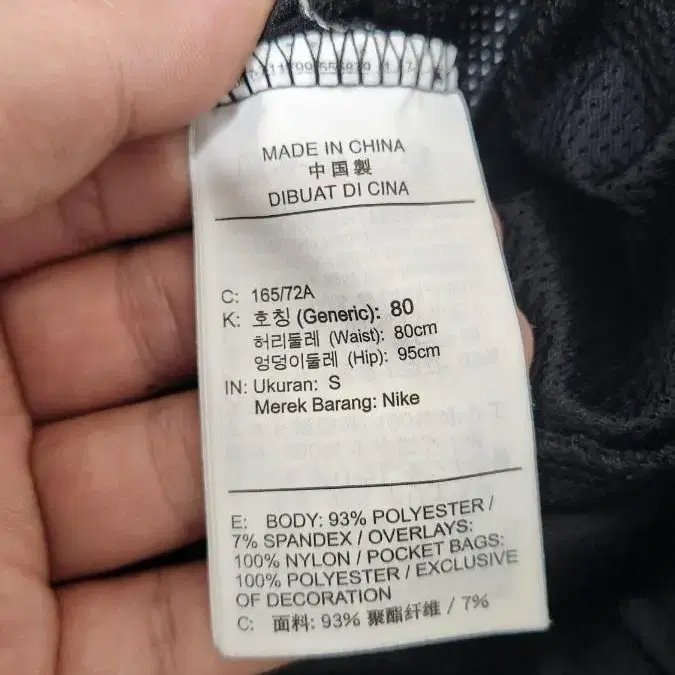 MADE IN CHINA
中国製
DIBUAT DI CINA
C: 165/72A
K: 호칭 (Generic): 80
허리둘레 (Waist): 80cm
엉덩이둘레 (Hip): 95cm
IN: Ukuran: S
Merek Barang: Nike
E: BODY: 93% POLYESTER /
7% SPANDEX / OVERLAYS:
100% NYLON / POCKET BAGS:
100% POLYESTER / EXCLUSIVE
OF DECORATION
C: 面料: 93% 聚酯纤维 / 7%